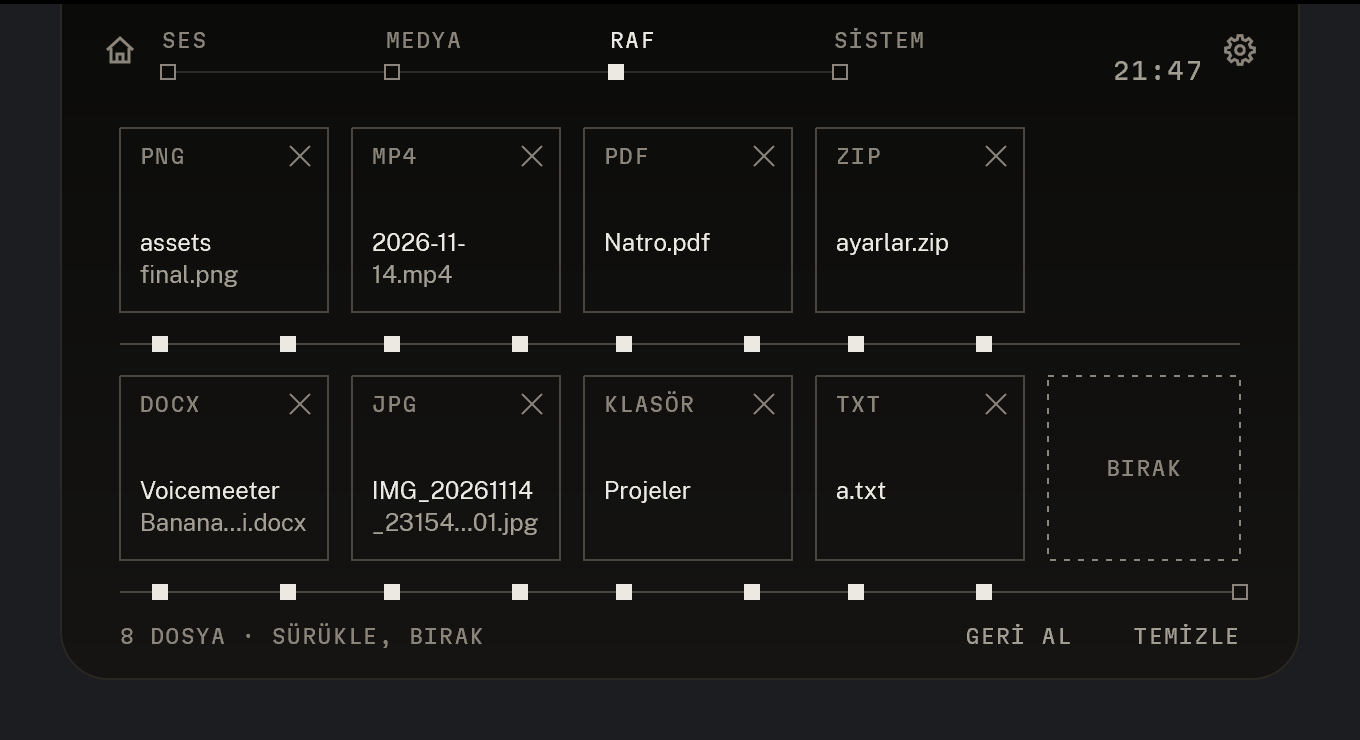 SES MEDYA RAF SİSTEM
21:47
PNG MP4 PDF ZIP
assets 2026-11- Natro.pdf ayarlar.zip
final.png 14.mp4
DOCX JPG KLASÖR TXT
BIRAK
Voicemeeter IMG_20261114 Projeler a.txt
Banana...i.docx _23154...01.jpg
8 DOSYA · SÜRÜKLE, BIRAK GERİ AL TEMİZLE